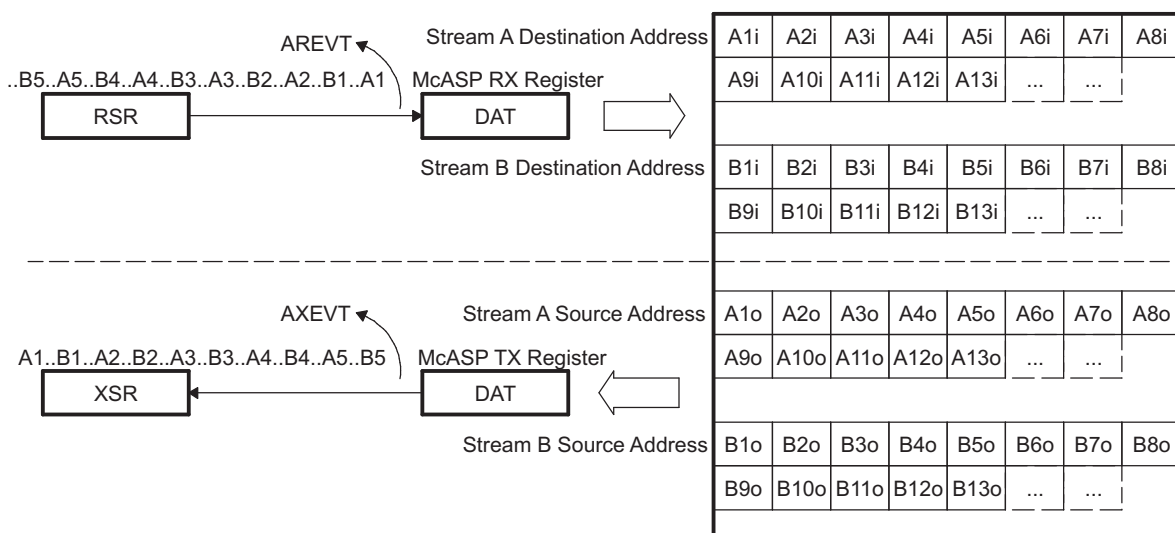 AREVT
Stream A Destination Address
A1i A2i A3i A4i A5i A6i A7i A8i
..B5..A5..B4..A4..B3..A3..B2..A2..B1..A1
McASP RX Register
A9i A10i A11i A12i A13i ... ...
RSR
DAT
Stream B Destination Address
B1i B2i B3i B4i B5i B6i B7i B8i
B9i B10i B11i B12i B13i ... ...
AXEVT
Stream A Source Address
A1o A2o A3o A4o A5o A6o A7o A8o
A1..B1..A2..B2..A3..B3..A4..B4..A5..B5
McASP TX Register
A9o A10o A11o A12o A13o ... ...
XSR
DAT
Stream B Source Address
B1o B2o B3o B4o B5o B6o B7o B8o
B9o B10o B11o B12o B13o ... ...